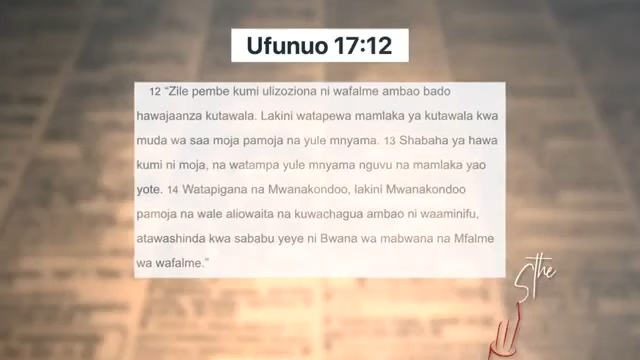 Ufunuo 17:12
12 “Zile pembe kumi ulizoziona ni wafalme ambao bado
hawajaanza kutawala. Lakini watapewa mamlaka ya kutawala kwa
muda wa saa moja pamoja na yule mnyama. 13 Shabaha ya hawa
kumi ni moja, na watampa yule mnyama nguvu na mamlaka yao
yote. 14 Watapigana na Mwanakondoo, lakini Mwanakondoo
pamoja na wale aliowaita na kuwachagua ambao ni waaminifu,
atawashinda kwa sababu yeye ni Bwana wa mabwana na Mfalme
wa wafalme.”
the